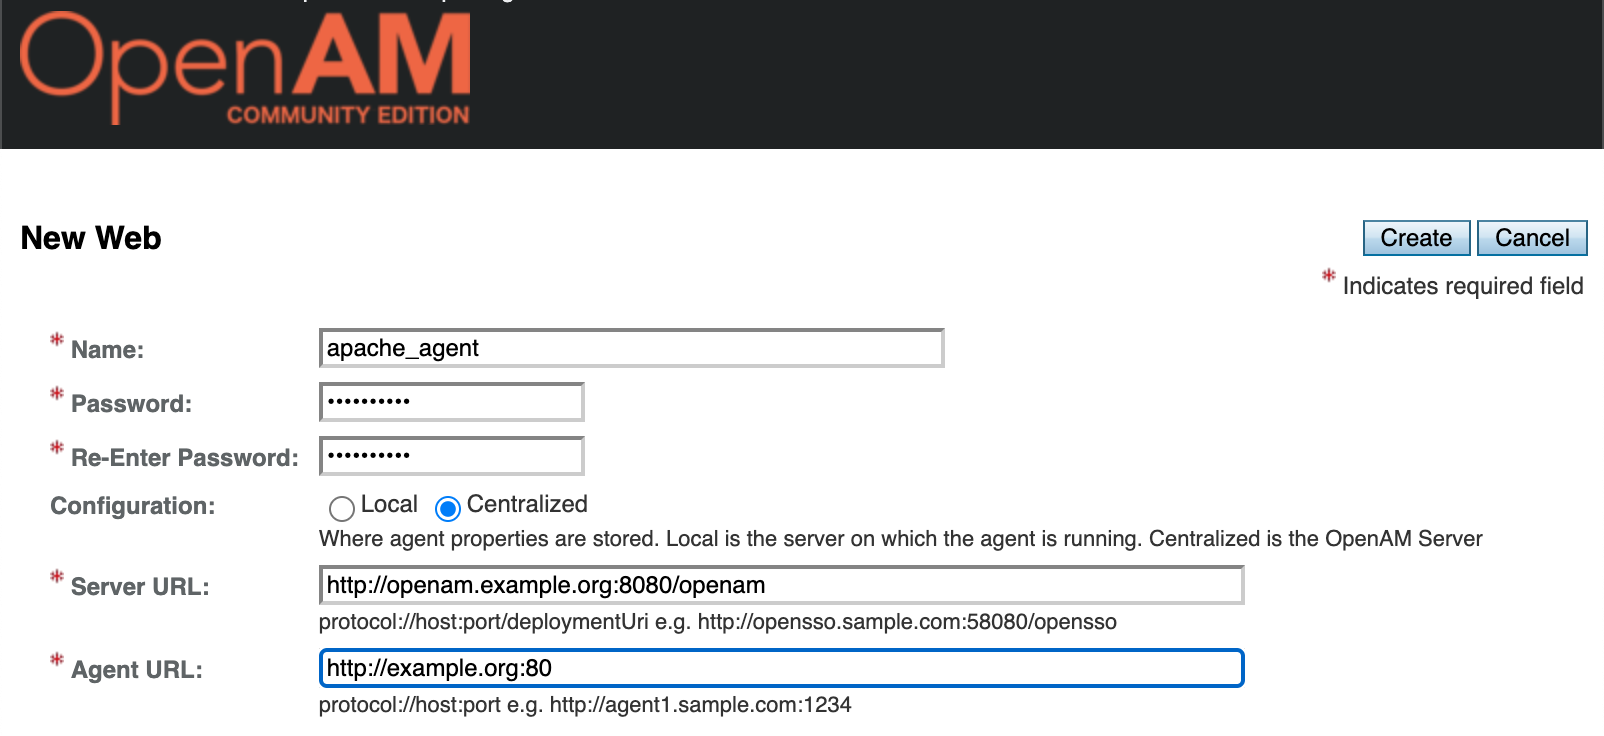 OpenAM
COMMUNITY EDITION
New Web
Create Cancel
* Indicates required field
* Name: apache_agent
* Password: ••••••••••
* Re-Enter Password: ••••••••••
Configuration: Local Centralized
Where agent properties are stored. Local is the server on which the agent is running. Centralized is the OpenAM Server
* Server URL: http://openam.example.org:8080/openam
protocol://host:port/deploymentUri e.g. http://opensso.sample.com:58080/opensso
* Agent URL: http://example.org:80
protocol://host:port e.g. http://agent1.sample.com:1234